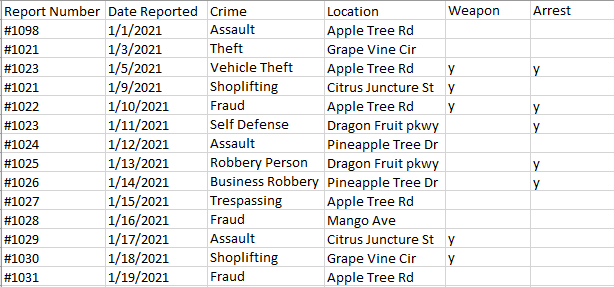 Report Number Date Reported Crime Location Weapon Arrest
#1098 1/1/2021 Assault Apple Tree Rd
#1021 1/3/2021 Theft Grape Vine Cir
#1023 1/5/2021 Vehicle Theft Apple Tree Rd y y
#1021 1/9/2021 Shoplifting Citrus Juncture St y
#1022 1/10/2021 Fraud Apple Tree Rd y y
#1023 1/11/2021 Self Defense Dragon Fruit pkwy y
#1024 1/12/2021 Assault Pineapple Tree Dr
#1025 1/13/2021 Robbery Person Dragon Fruit pkwy y
#1026 1/14/2021 Business Robbery Pineapple Tree Dr y
#1027 1/15/2021 Trespassing Apple Tree Rd
#1028 1/16/2021 Fraud Mango Ave
#1029 1/17/2021 Assault Citrus Juncture St y
#1030 1/18/2021 Shoplifting Grape Vine Cir y
#1031 1/19/2021 Fraud Apple Tree Rd